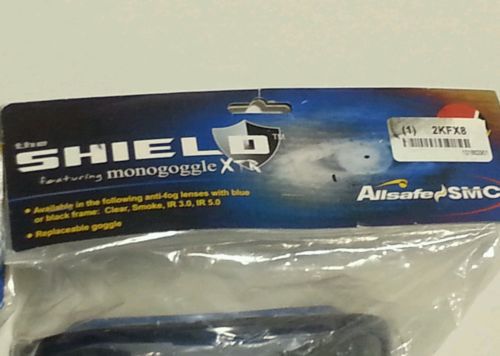 the
SHIELD™
featuring monogoggle XTR
• Available in the following anti-fog lenses with blue
or black frame: Clear, Smoke, IR 3.0, IR 5.0
• Replaceable goggle
(1) 2KFX8
Allsafe SMC